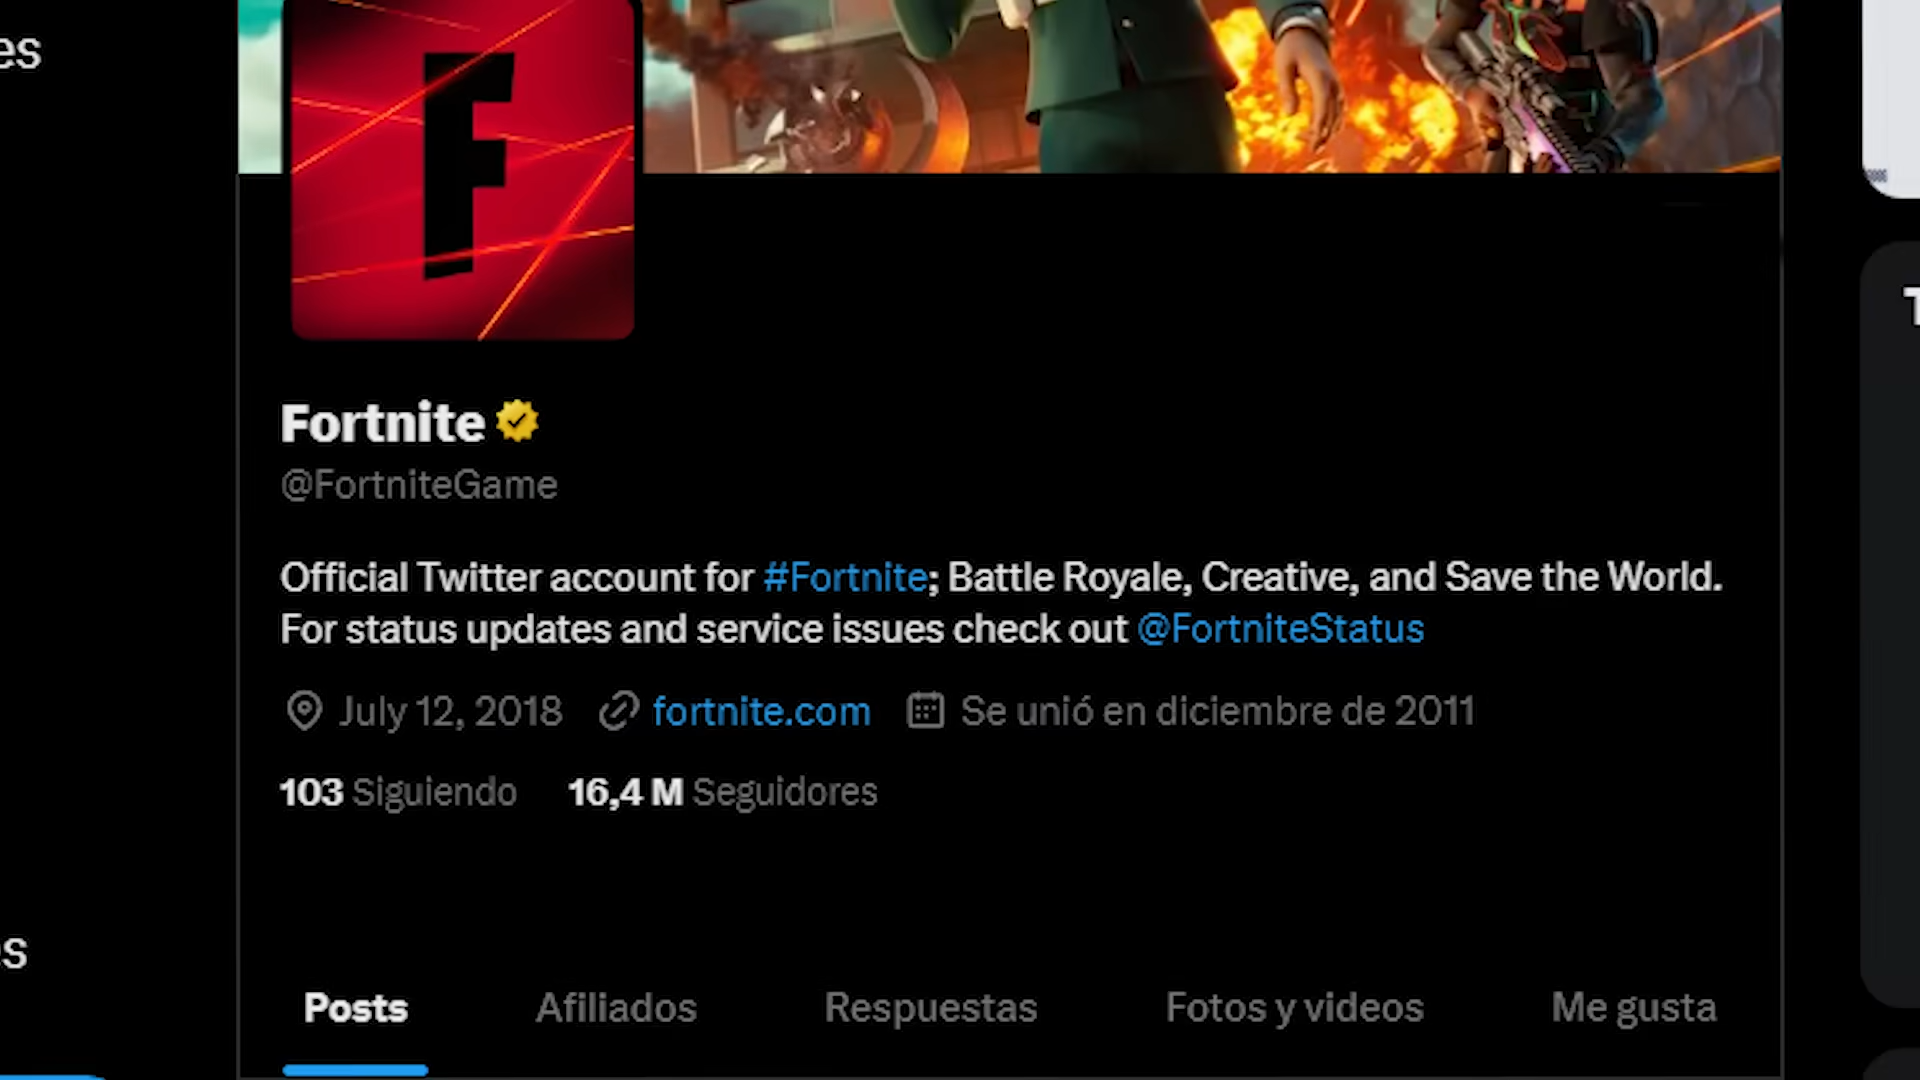 F
Fortnite
@FortniteGame
Official Twitter account for #Fortnite; Battle Royale, Creative, and Save the World.
For status updates and service issues check out @FortniteStatus
July 12, 2018 fortnite.com Se unió en diciembre de 2011
103 Siguiendo 16,4 M Seguidores
Posts Afiliados Respuestas Fotos y videos Me gusta